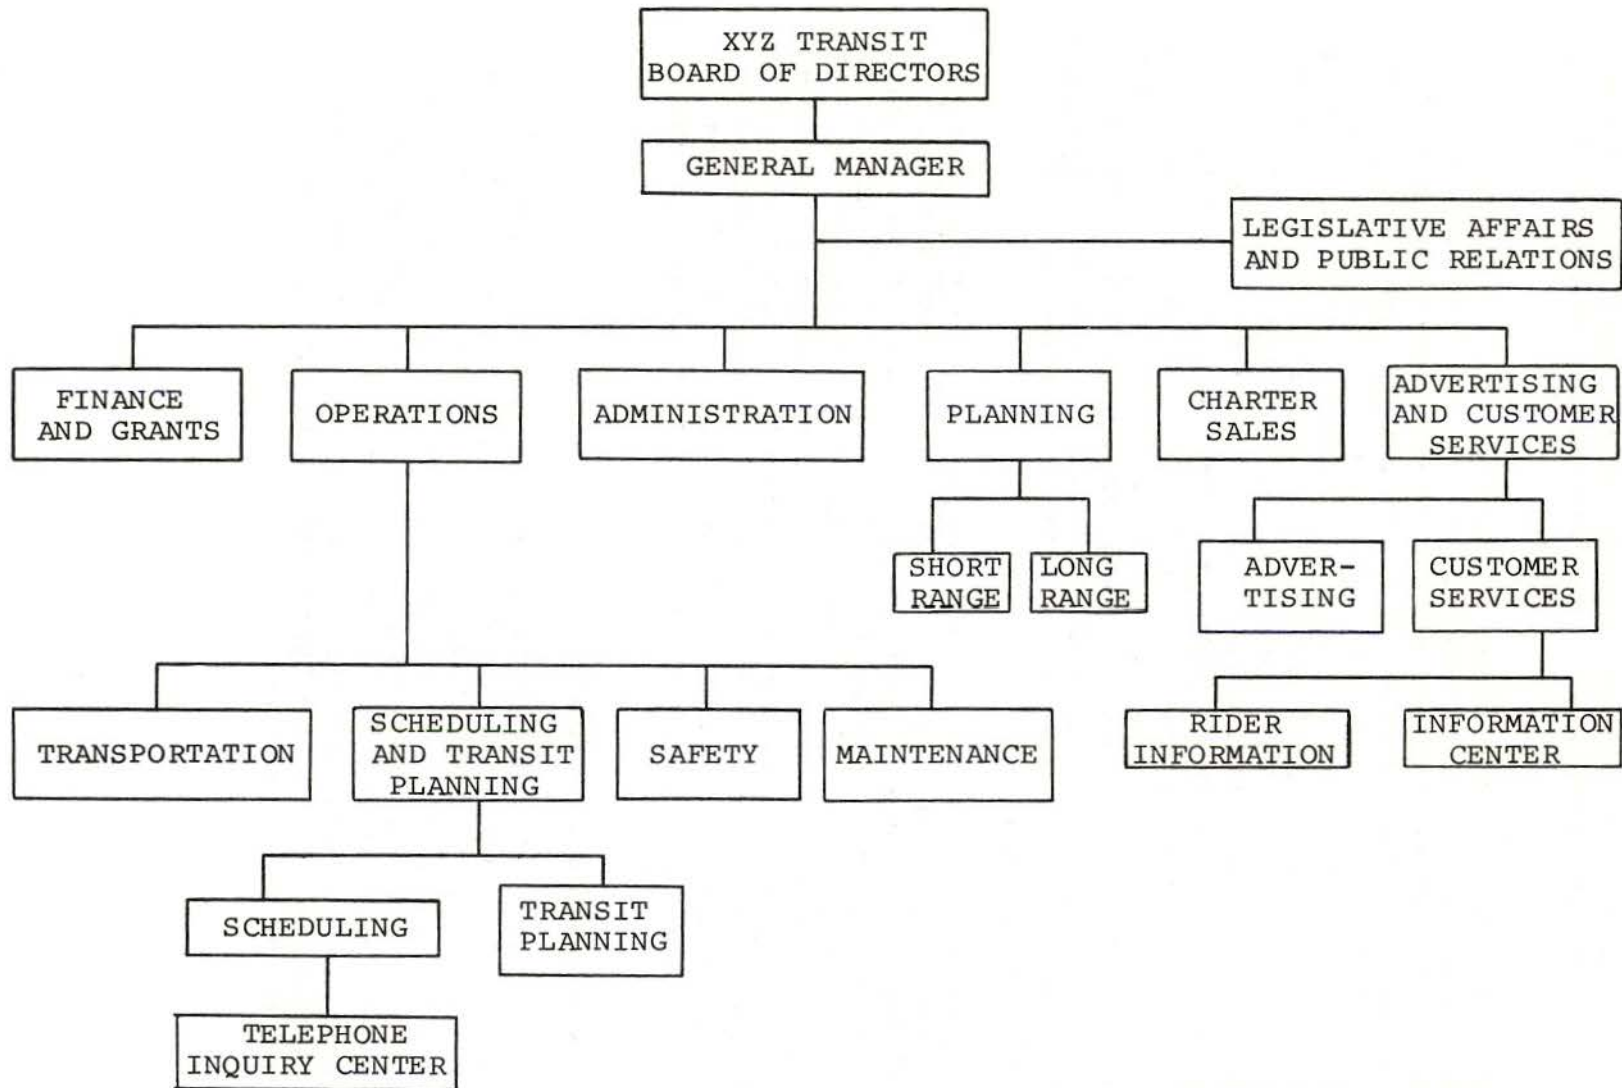 XYZ TRANSIT
BOARD OF DIRECTORS
GENERAL MANAGER
LEGISLATIVE AFFAIRS
AND PUBLIC RELATIONS
FINANCE
AND GRANTS
OPERATIONS
ADMINISTRATION
PLANNING
CHARTER
SALES
ADVERTISING
AND CUSTOMER
SERVICES
SHORT
RANGE
LONG
RANGE
ADVER-
TISING
CUSTOMER
SERVICES
TRANSPORTATION
SCHEDULING
AND TRANSIT
PLANNING
SAFETY
MAINTENANCE
RIDER
INFORMATION
INFORMATION
CENTER
SCHEDULING
TRANSIT
PLANNING
TELEPHONE
INQUIRY CENTER